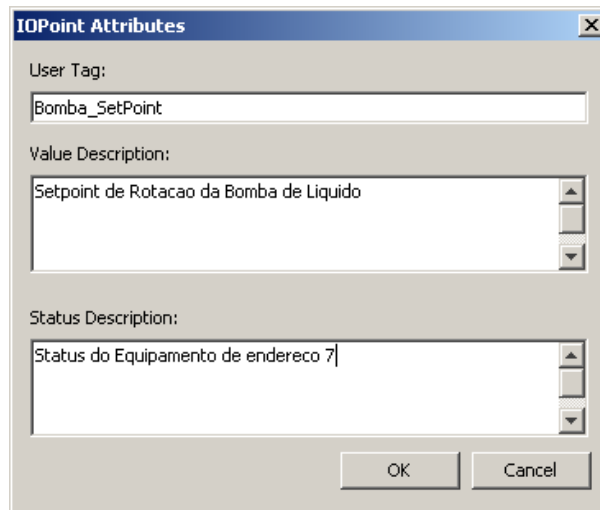 IOPoint Attributes
User Tag:
Bomba_SetPoint
Value Description:
Setpoint de Rotacao da Bomba de Liquido
Status Description:
Status do Equipamento de endereco 7
OK
Cancel